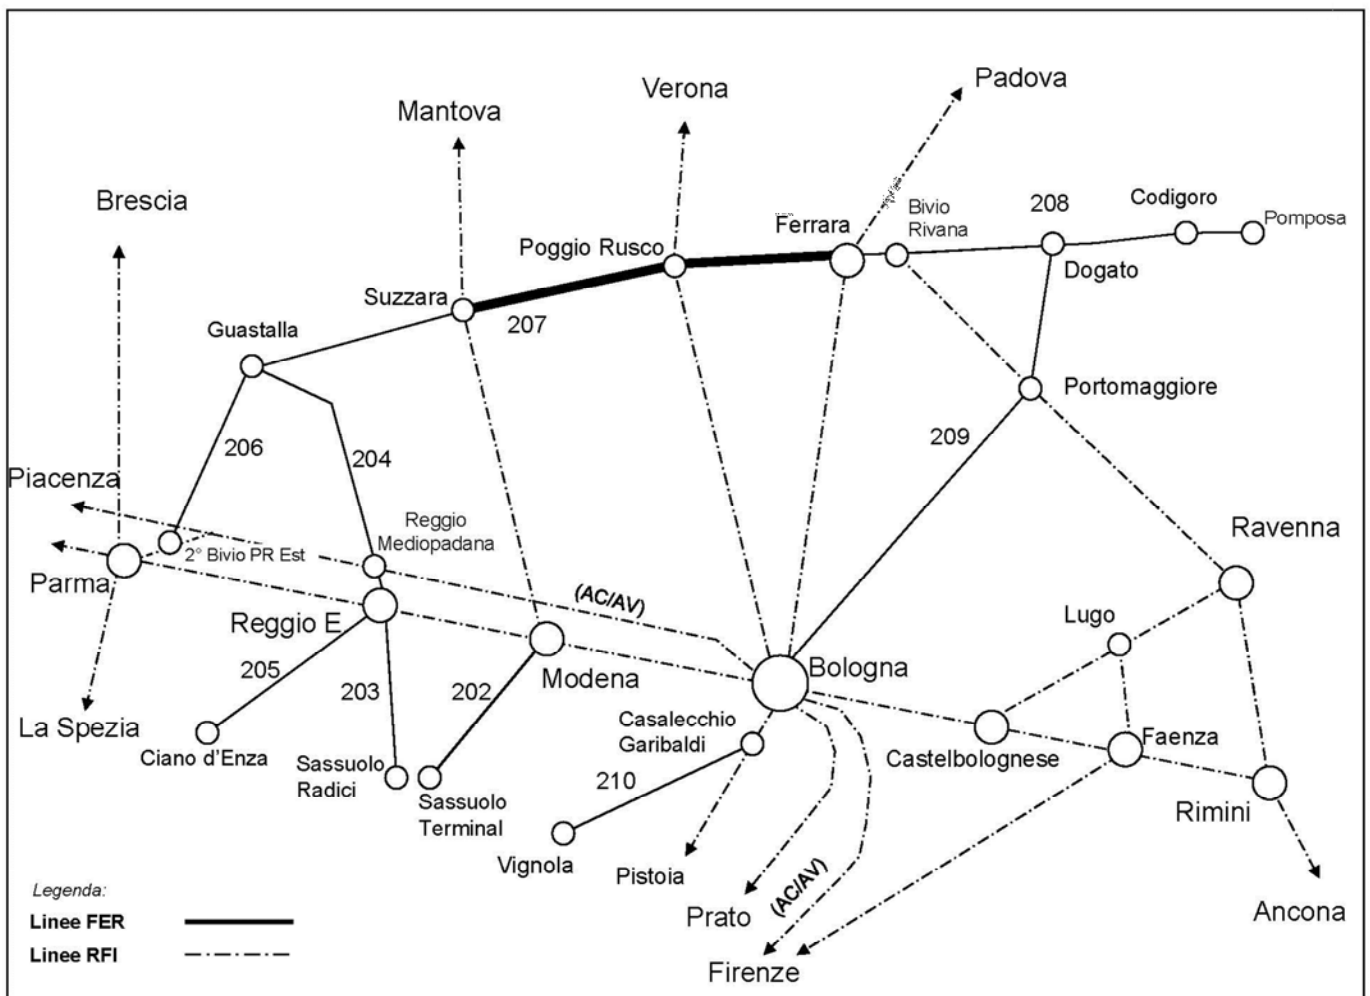 Padova
Verona
Mantova
Brescia
Codigoro
208
Bivio
Rivana
Pomposa
Ferrara
Poggio Rusco
Dogato
Suzzara
207
Guastalla
Portomaggiore
209
206
204
Piacenza
Reggio
Mediopadana
Ravenna
2° Bivio PR Est
Parma
(AC/AV)
Reggio E
Lugo
205
203
202
Modena
Bologna
La Spezia
Ciano d'Enza
Casalecchio
Garibaldi
Castelbolognese
Faenza
Sassuolo
Radici
210
Sassuolo
Terminal
Rimini
Vignola
Pistoia
(AC/AV)
Prato
Ancona
Firenze
Legenda:
Linee FER
Linee RFI